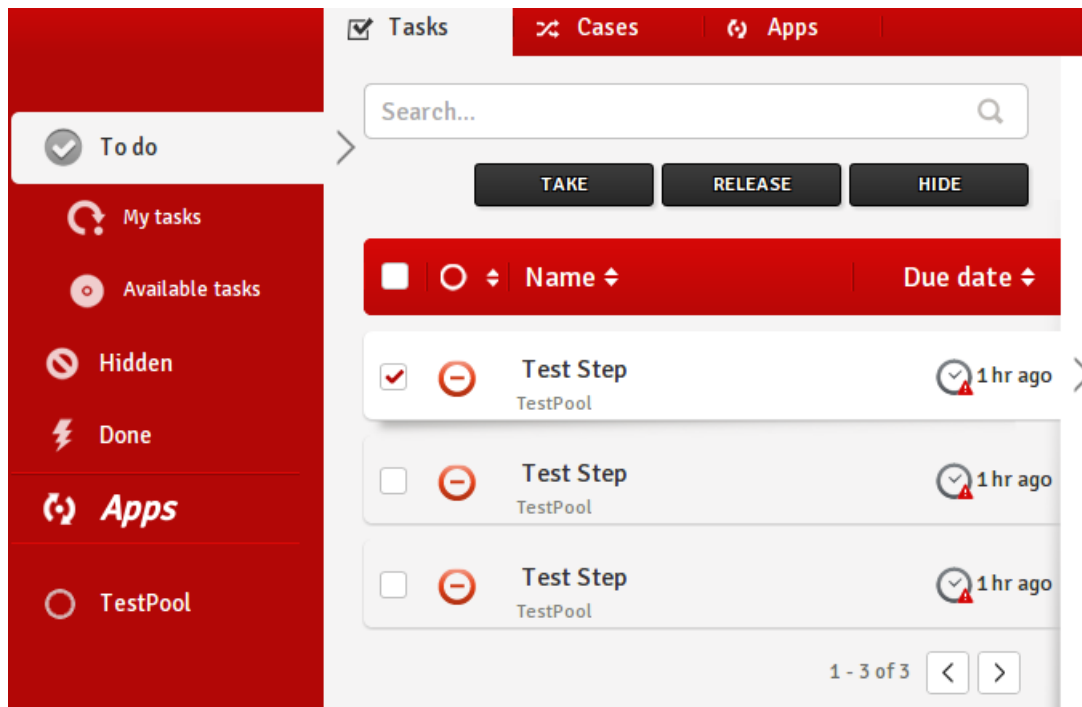 Tasks
Cases
Apps
Search...
To do
TAKE
RELEASE
HIDE
My tasks
Available tasks
Name
Due date
Hidden
Test Step
1 hr ago
TestPool
Done
Test Step
1 hr ago
TestPool
Apps
Test Step
1 hr ago
TestPool
TestPool
1 - 3 of 3